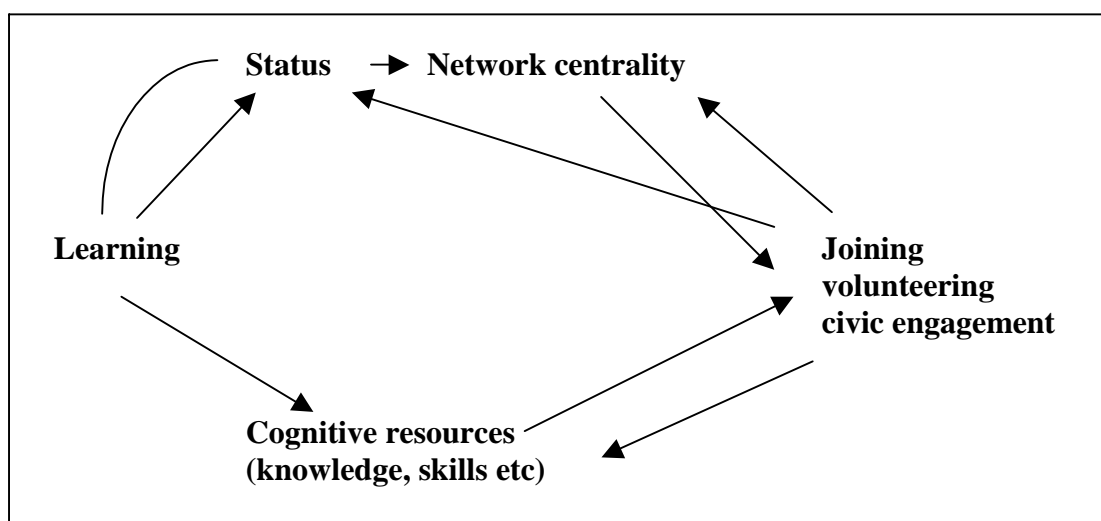 Status
Network centrality
Learning
Joining
volunteering
civic engagement
Cognitive resources
(knowledge, skills etc)